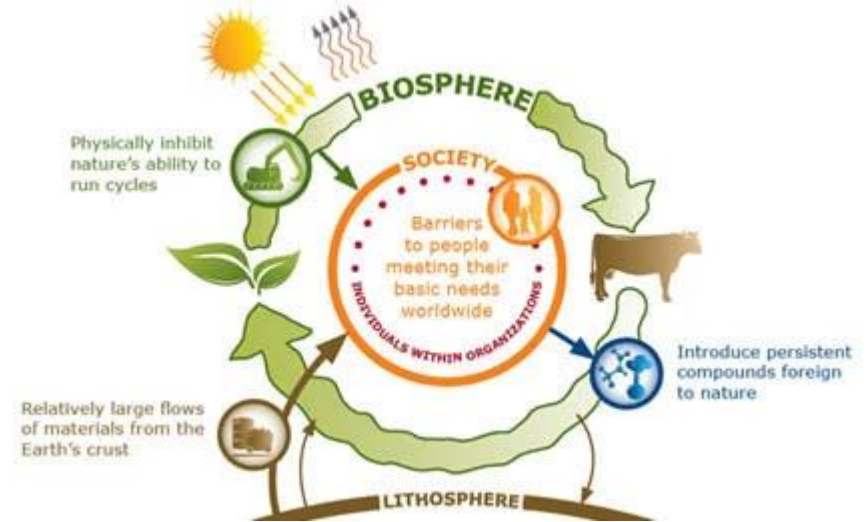 BIOSPHERE
Physically inhibit
nature's ability to
run cycles
SOCIETY
Barriers
to people
meeting their
basic needs
worldwide
INDIVIDUALS WITHIN ORGANIZATIONS
Introduce persistent
compounds foreign
to nature
Relatively large flows
of materials from the
Earth's crust
LITHOSPHERE